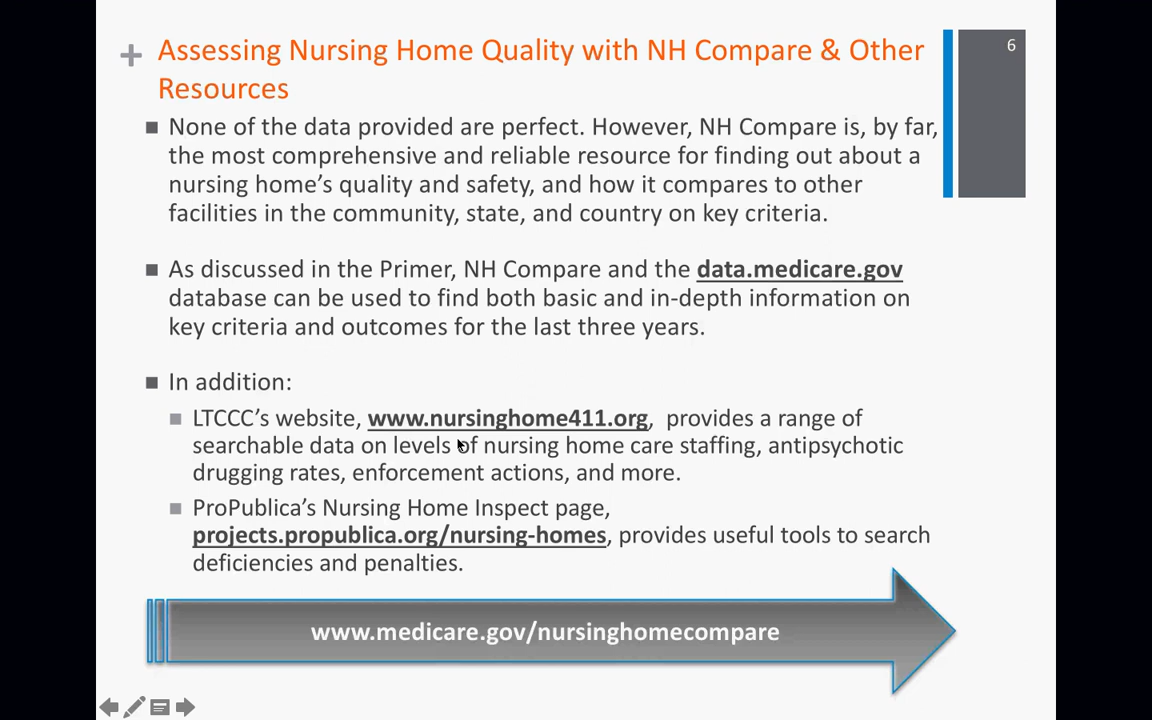 6
+ Assessing Nursing Home Quality with NH Compare & Other
Resources
■ None of the data provided are perfect. However, NH Compare is, by far,
the most comprehensive and reliable resource for finding out about a
nursing home’s quality and safety, and how it compares to other
facilities in the community, state, and country on key criteria.
■ As discussed in the Primer, NH Compare and the data.medicare.gov
database can be used to find both basic and in-depth information on
key criteria and outcomes for the last three years.
■ In addition:
■ LTCCC’s website, www.nursinghome411.org, provides a range of
searchable data on levels of nursing home care staffing, antipsychotic
drugging rates, enforcement actions, and more.
■ ProPublica’s Nursing Home Inspect page,
projects.propublica.org/nursing-homes, provides useful tools to search
deficiencies and penalties.
www.medicare.gov/nursinghomecompare